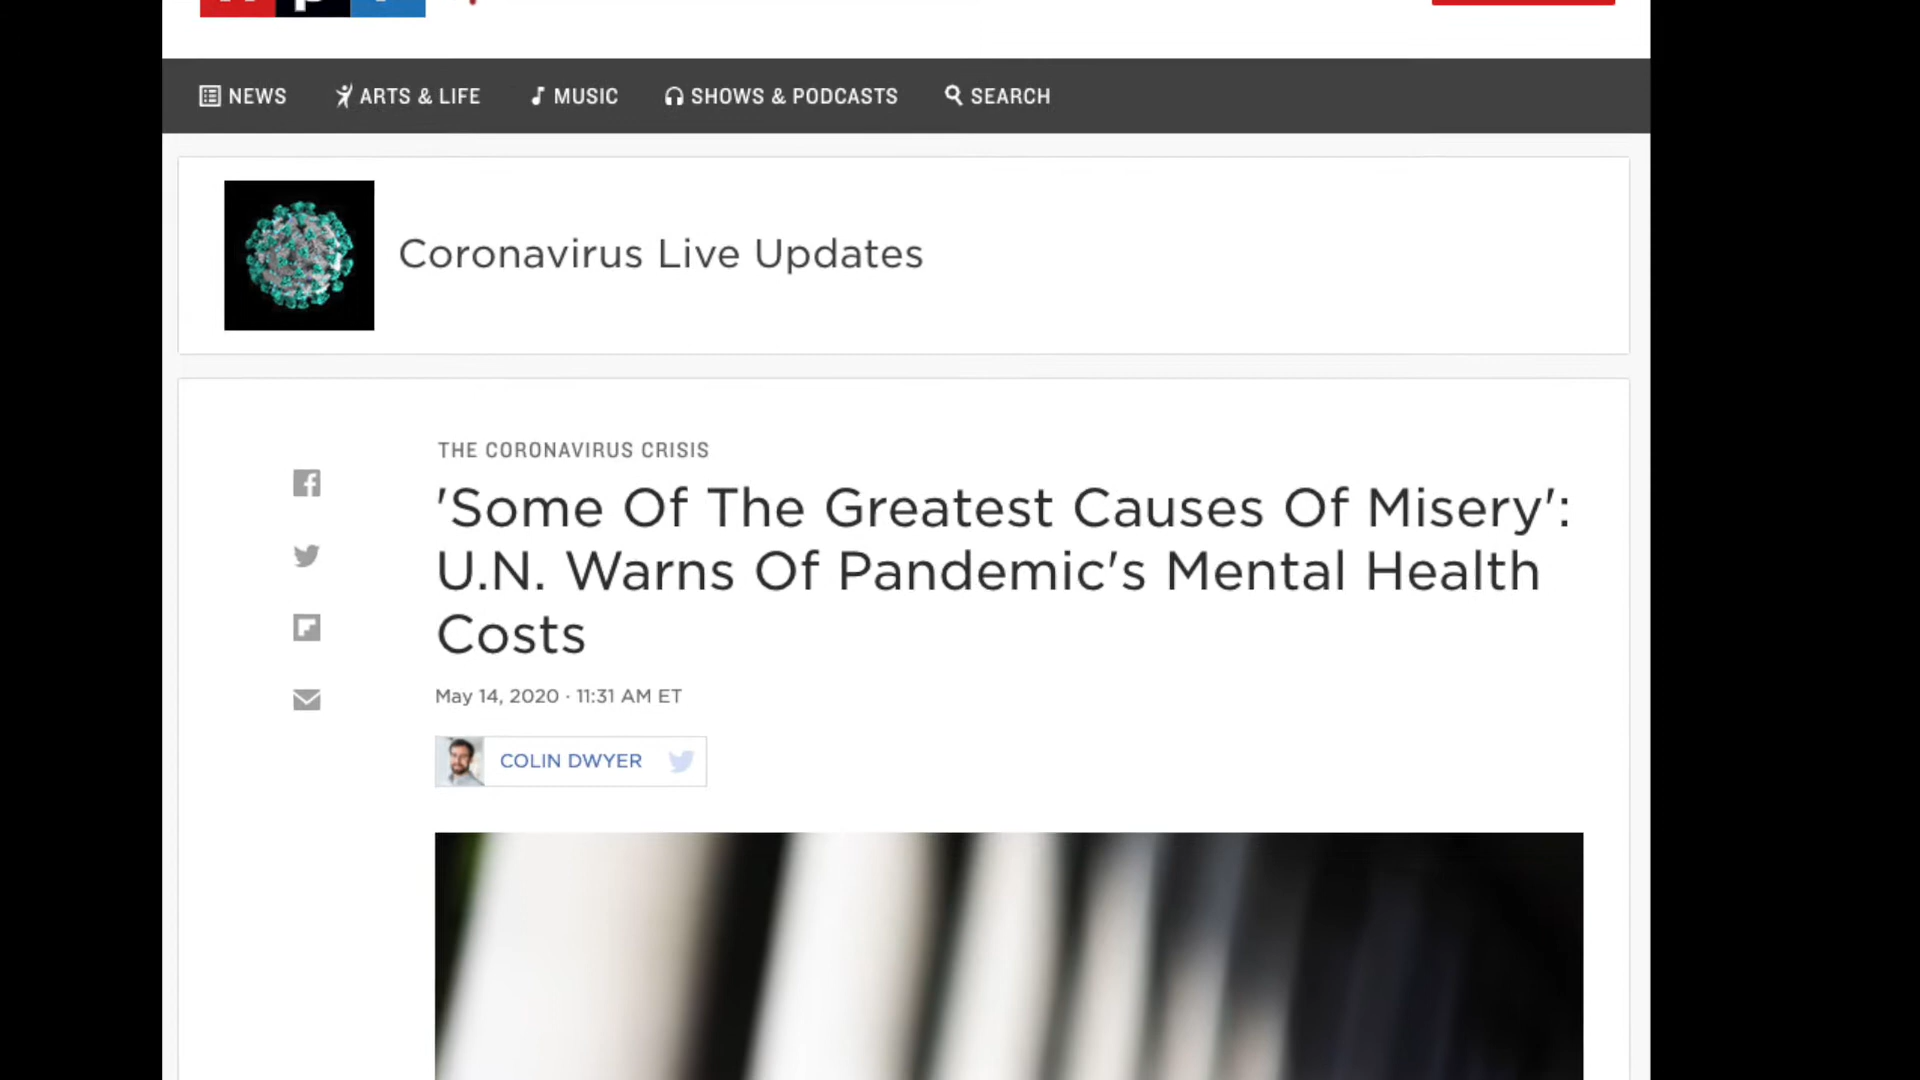 NEWS ARTS & LIFE MUSIC SHOWS & PODCASTS SEARCH
Coronavirus Live Updates
THE CORONAVIRUS CRISIS
'Some Of The Greatest Causes Of Misery':
U.N. Warns Of Pandemic's Mental Health
Costs
May 14, 2020 · 11:31 AM ET
COLIN DWYER